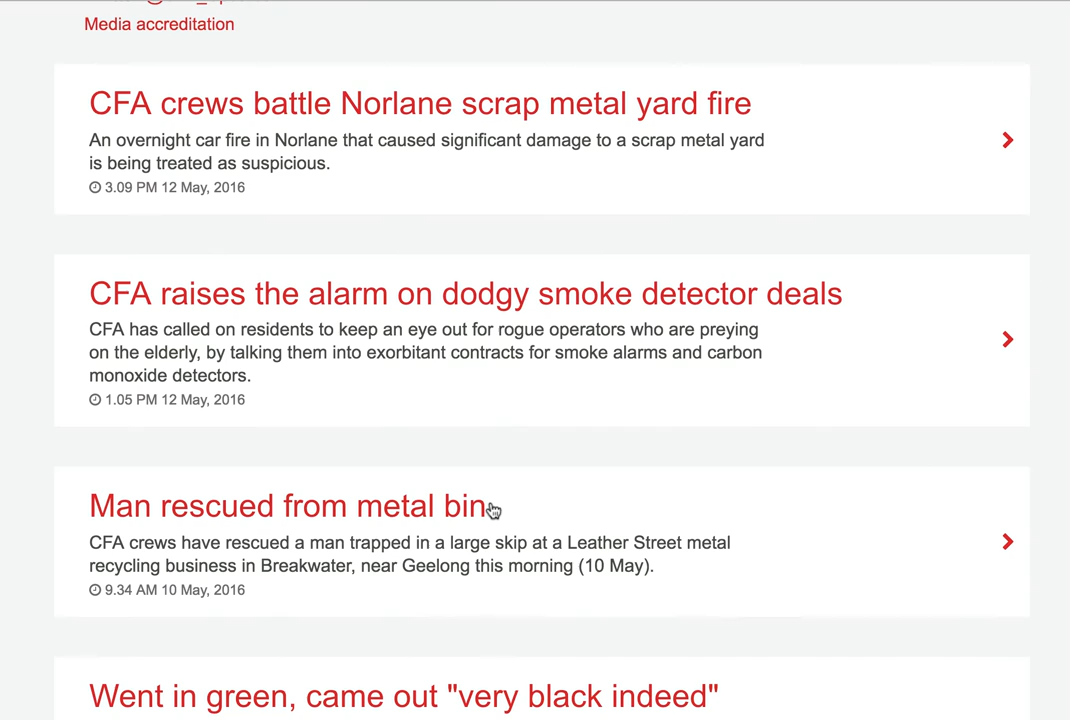 Media accreditation
CFA crews battle Norlane scrap metal yard fire
An overnight car fire in Norlane that caused significant damage to a scrap metal yard
is being treated as suspicious.
3.09 PM 12 May, 2016
CFA raises the alarm on dodgy smoke detector deals
CFA has called on residents to keep an eye out for rogue operators who are preying
on the elderly, by talking them into exorbitant contracts for smoke alarms and carbon
monoxide detectors.
1.05 PM 12 May, 2016
Man rescued from metal bin
CFA crews have rescued a man trapped in a large skip at a Leather Street metal
recycling business in Breakwater, near Geelong this morning (10 May).
9.34 AM 10 May, 2016
Went in green, came out "very black indeed"